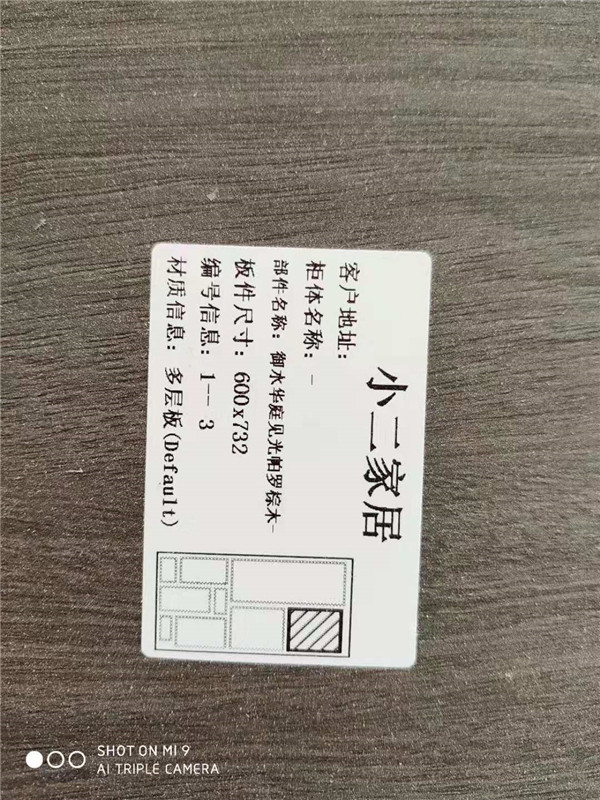 小二家居
客户地址:
柜体名称: -
部件名称: 御水华庭见光帕罗棕木-
板件尺寸: 600x732
编号信息: 1-- 3
材质信息: 多层板(Default)
SHOT ON MI 9
AI TRIPLE CAMERA